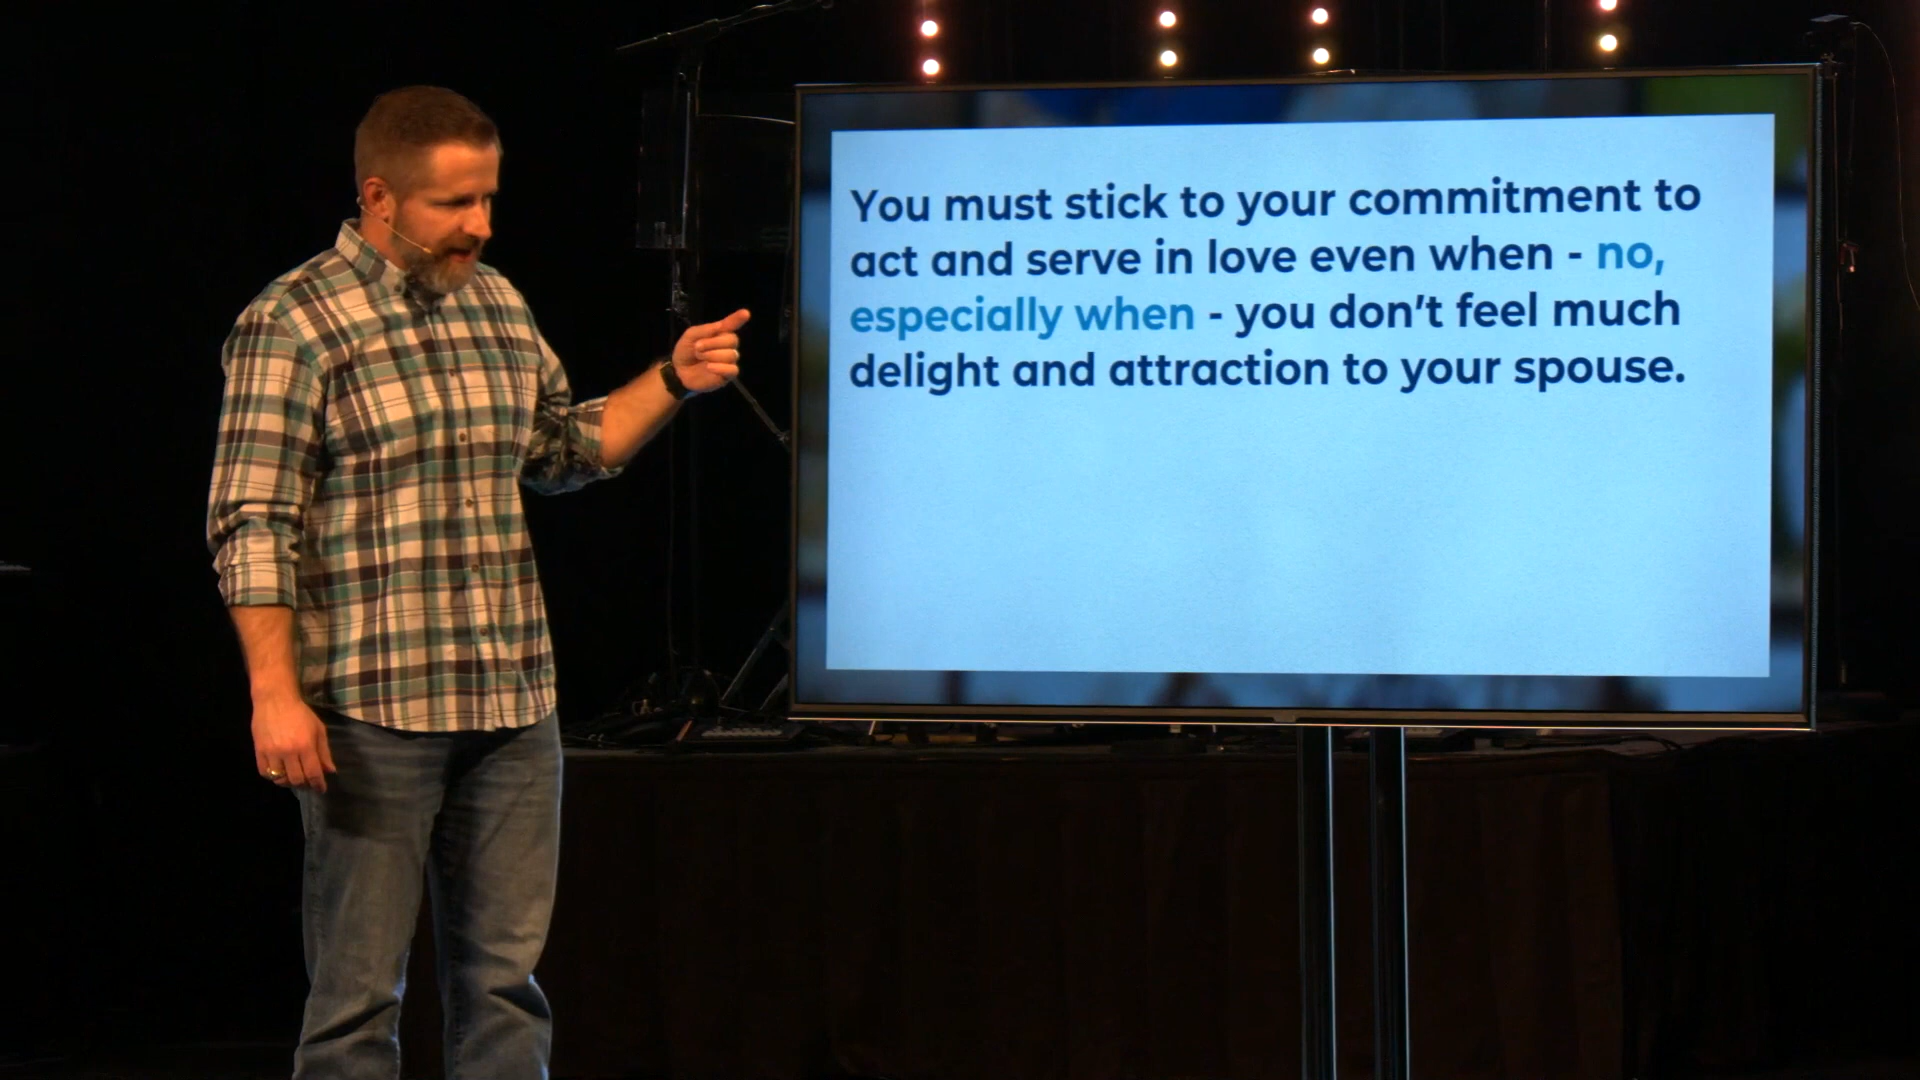 You must stick to your commitment to
act and serve in love even when - no,
especially when - you don’t feel much
delight and attraction to your spouse.